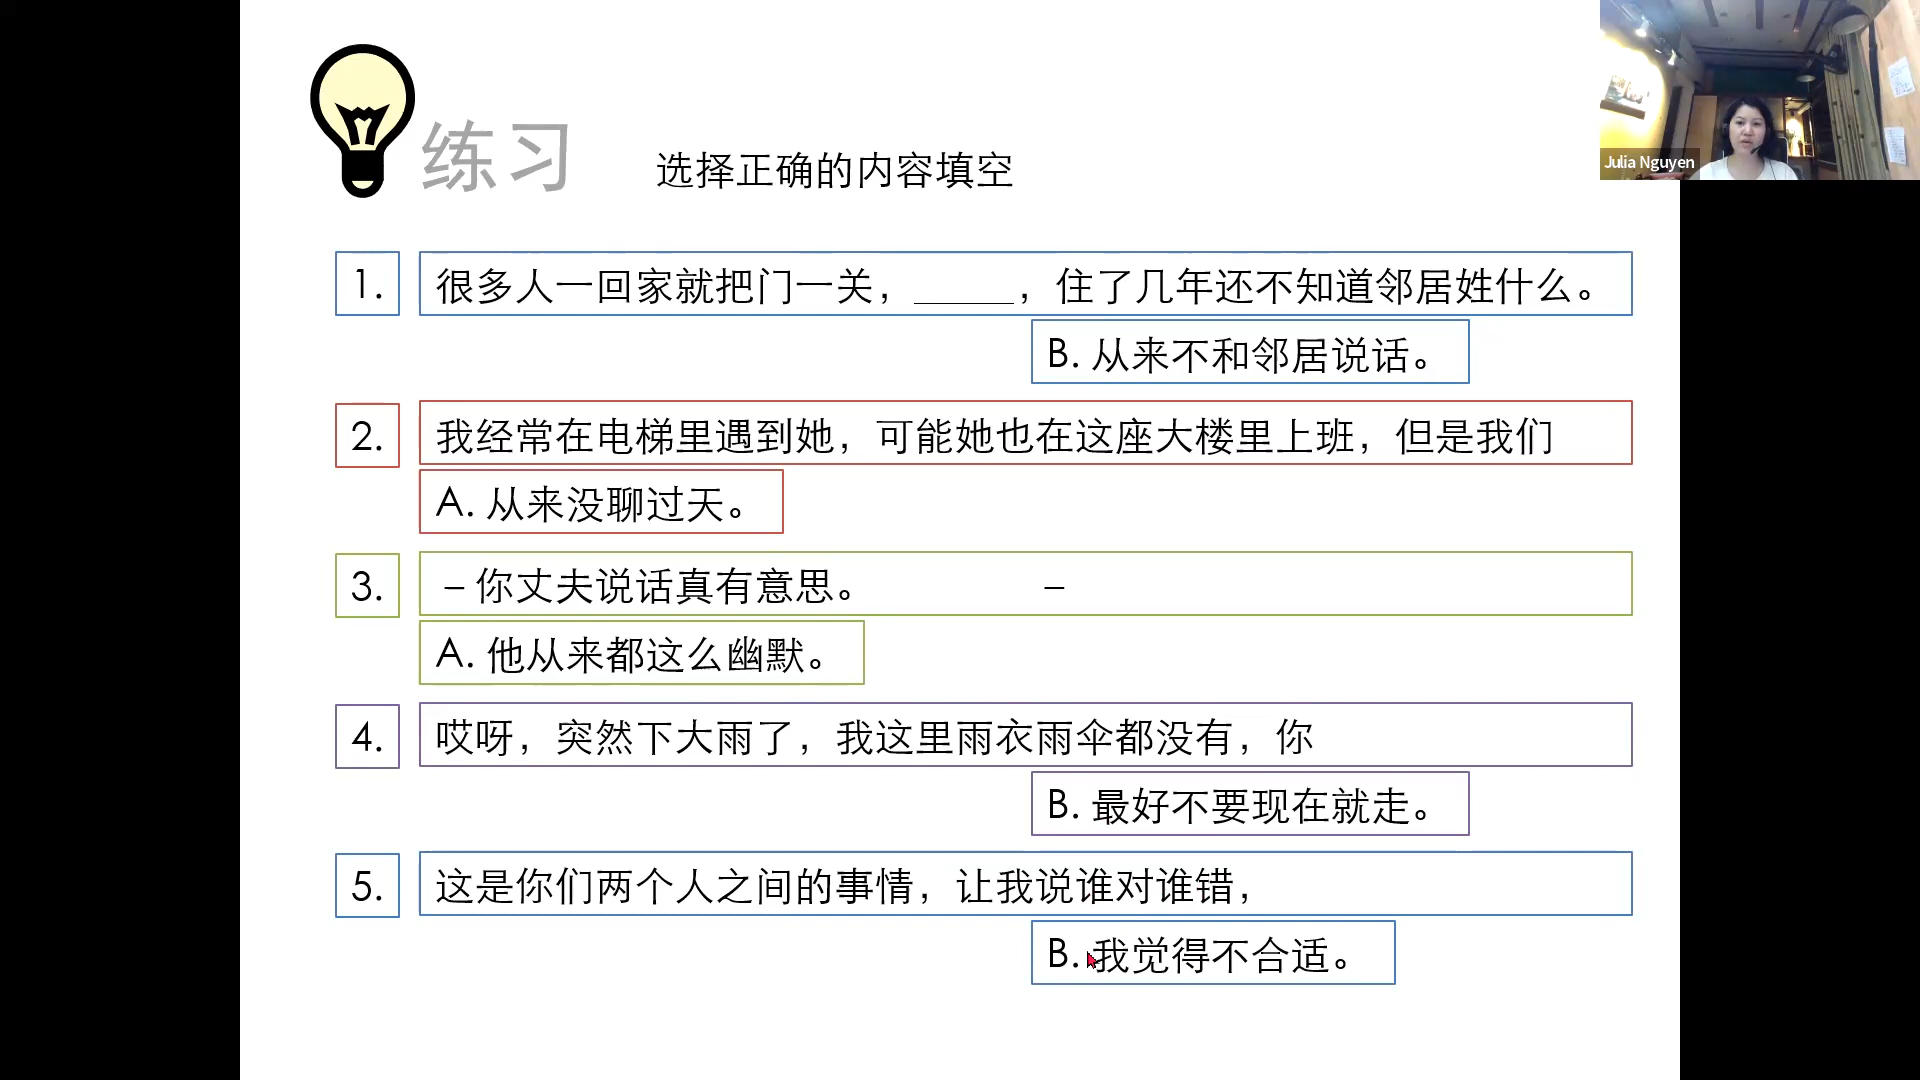 练习
选择正确的内容填空
Julia Nguyen
1. 很多人一回家就把门一关，_____，住了几年还不知道邻居姓什么。
B. 从来不和邻居说话。
2. 我经常在电梯里遇到她，可能她也在这座大楼里上班，但是我们
A. 从来没聊过天。
3. – 你丈夫说话真有意思。 –
A. 他从来都这么幽默。
4. 哎呀，突然下大雨了，我这里雨衣雨伞都没有，你
B. 最好不要现在就走。
5. 这是你们两个人之间的事情，让我说谁对谁错，
B. 我觉得不合适。